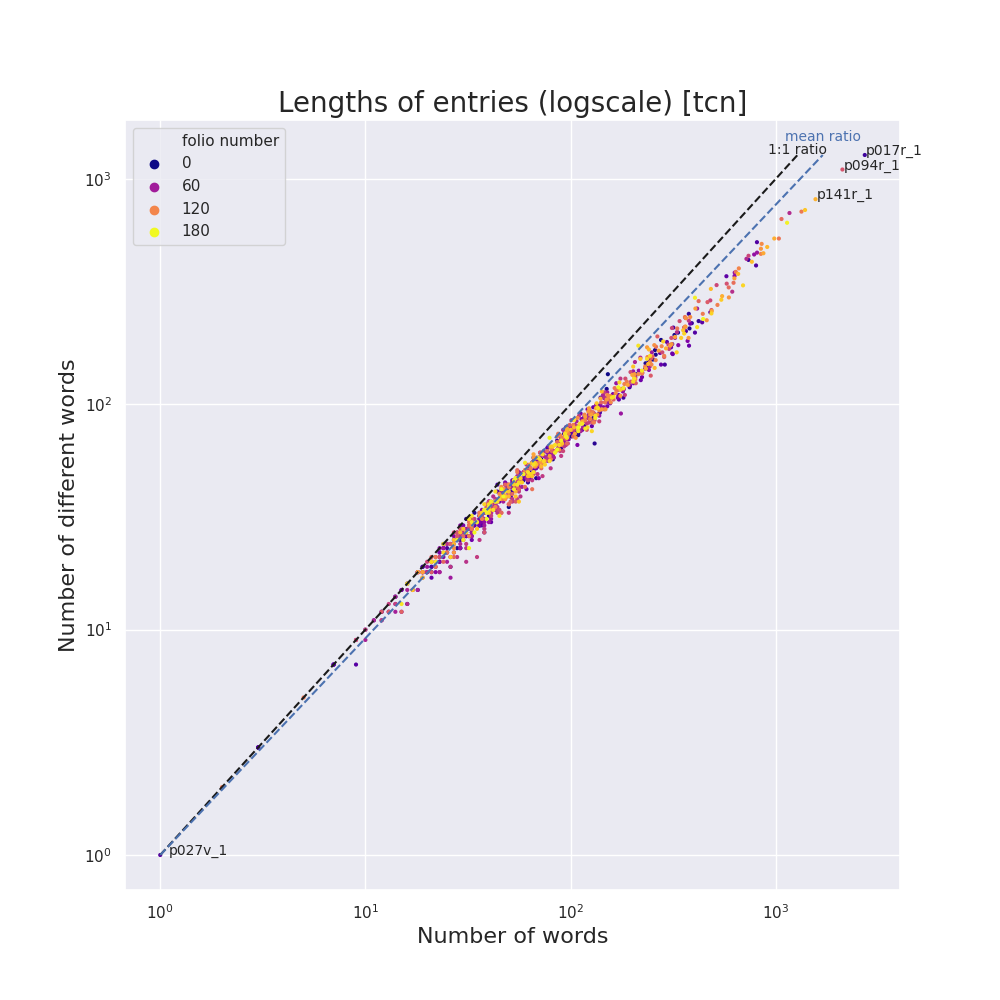 Lengths of entries (logscale) [tcn]
folio number
0
60
120
180
mean ratio
1:1 ratio
p017r_1
p094r_1
p141r_1
p027v_1
Number of different words
10³
10²
10¹
10⁰
10⁰ 10¹ 10² 10³
Number of words